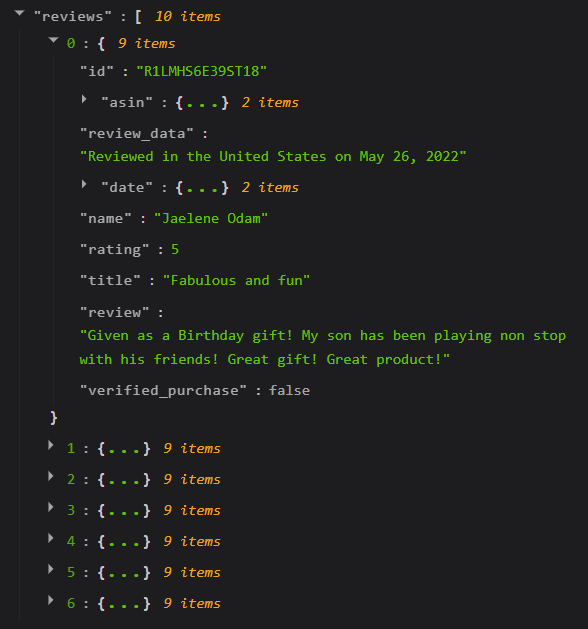 "reviews" : [ 10 items
0 : { 9 items
"id" : "R1LMHS6E39ST18"
"asin" : {...} 2 items
"review_data" :
"Reviewed in the United States on May 26, 2022"
"date" : {...} 2 items
"name" : "Jaelene Odam"
"rating" : 5
"title" : "Fabulous and fun"
"review" :
"Given as a Birthday gift! My son has been playing non stop
with his friends! Great gift! Great product!"
"verified_purchase" : false
}
1 : {...} 9 items
2 : {...} 9 items
3 : {...} 9 items
4 : {...} 9 items
5 : {...} 9 items
6 : {...} 9 items